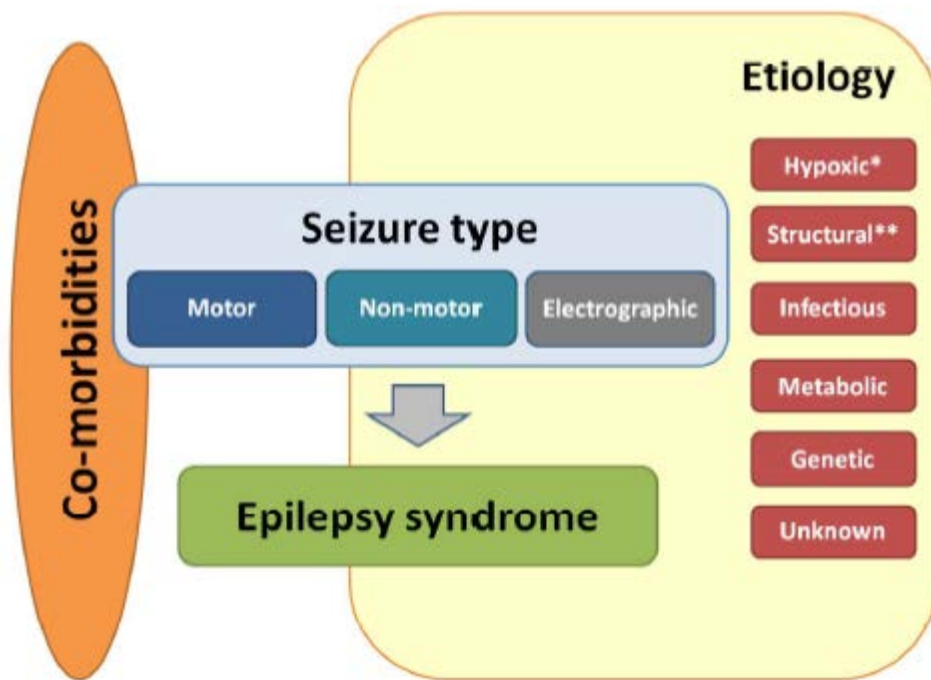 Co-morbidities
Seizure type
Motor
Non-motor
Electrographic
Epilepsy syndrome
Etiology
Hypoxic*
Structural**
Infectious
Metabolic
Genetic
Unknown